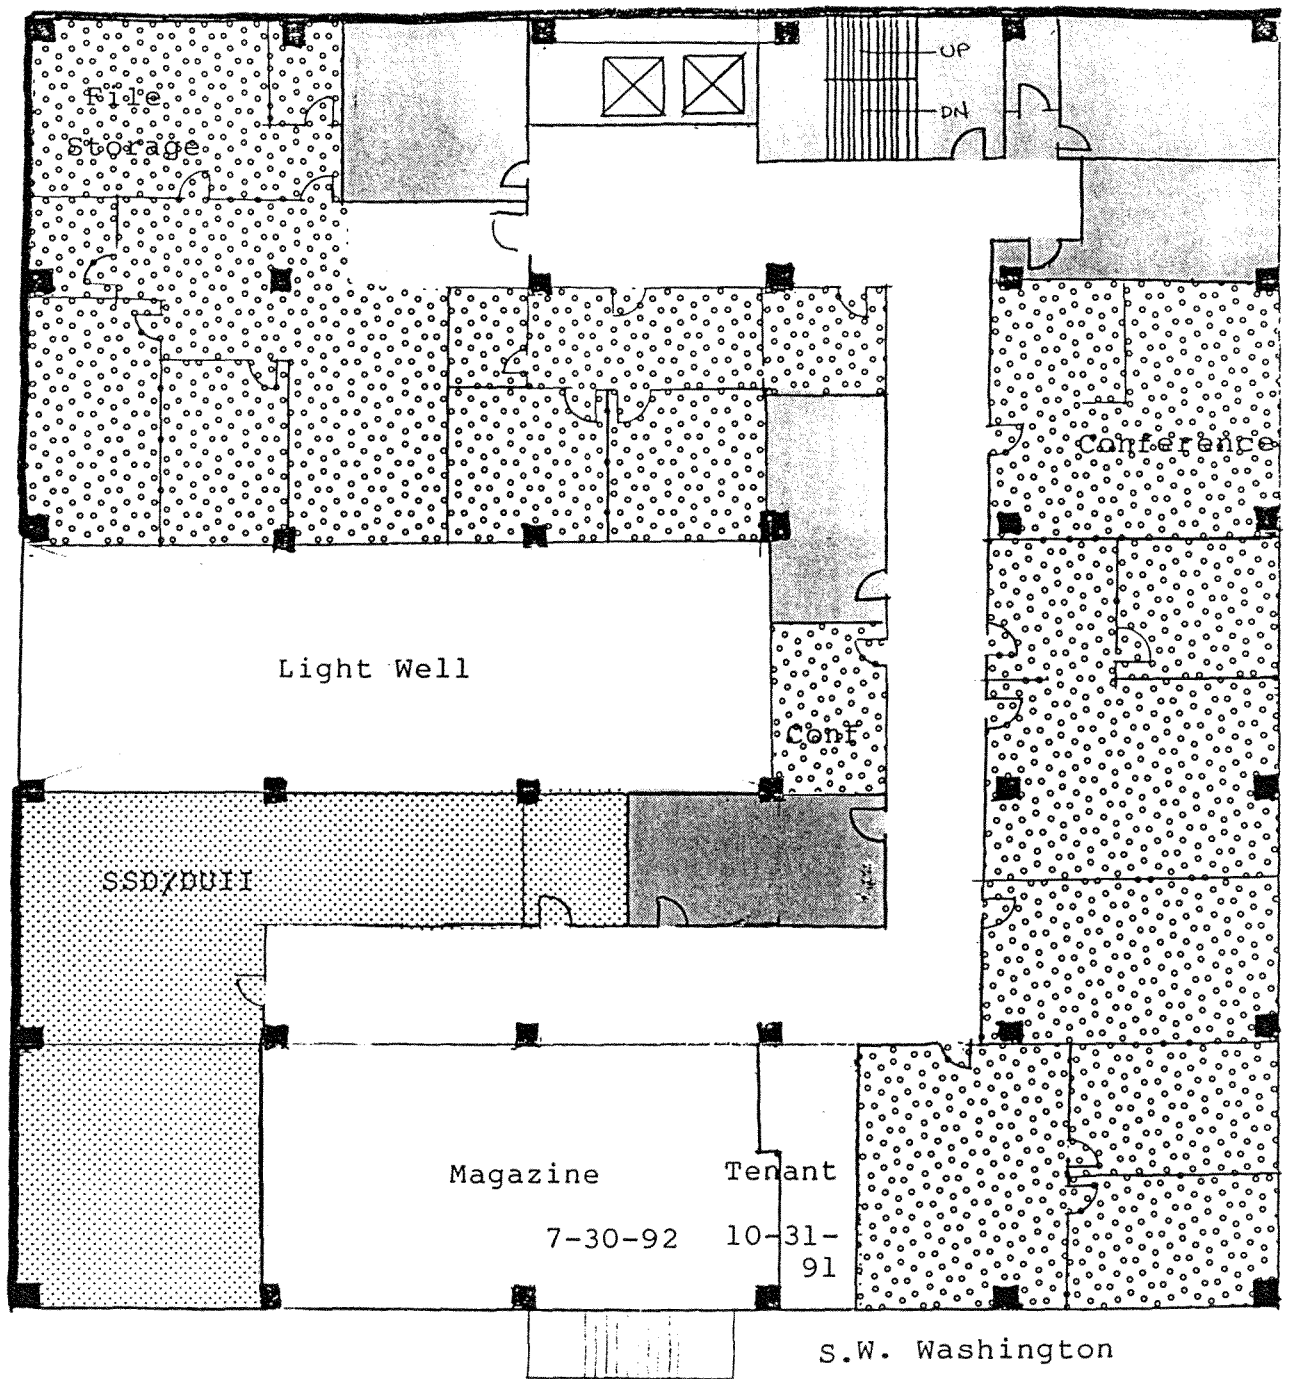 UP
File
DN
Storage
Conference
Light Well
Conf
SSD/DUII
Magazine Tenant
7-30-92 10-31-
91
S.W. Washington